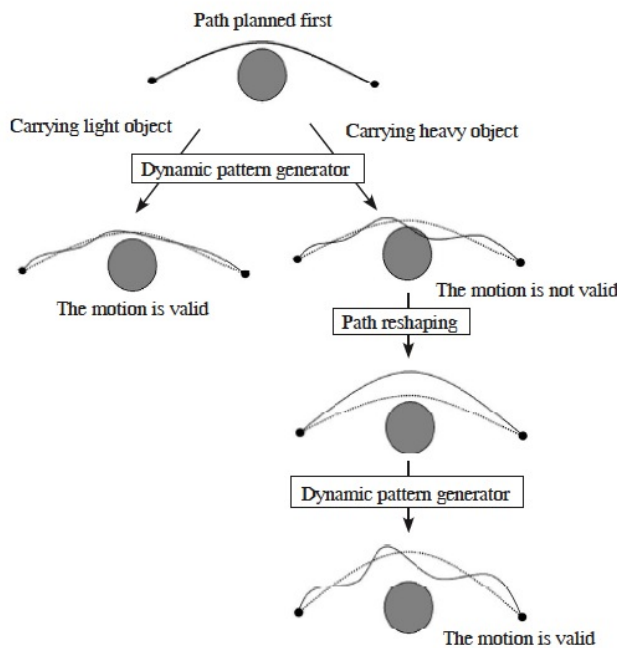 Path planned first
Carrying light object
Carrying heavy object
Dynamic pattern generator
The motion is valid
The motion is not valid
Path reshaping
Dynamic pattern generator
The motion is valid